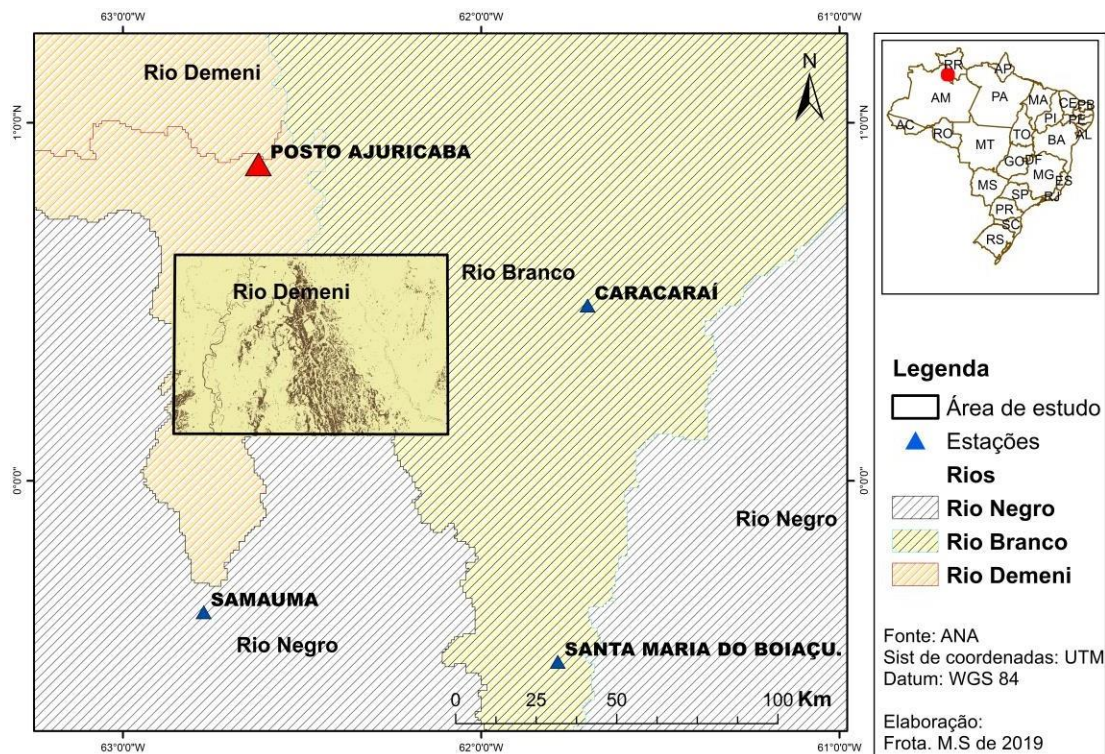 63°0'0"W 62°0'0"W 61°0'0"W
N
Rio Demeni
1°0'0"N
POSTO AJURICABA
1°0'0"N
Rio Demeni
Rio Branco
CARACARAÍ
0°0'0"
0°0'0"
Rio Negro
SAMAUMA
Rio Negro
SANTA MARIA DO BOIAÇU.
0 25 50 100 Km
63°0'0"W 62°0'0"W 61°0'0"W
RR AP
AM PA MA CE PB
PI PE
AC RO TO AL
MT BA
GO DF
MG
MS ES
SP RJ
PR
SC
RS
Legenda
Área de estudo
Estações
Rios
Rio Negro
Rio Branco
Rio Demeni
Fonte: ANA
Sist de coordenadas: UTM
Datum: WGS 84
Elaboração:
Frota. M.S de 2019